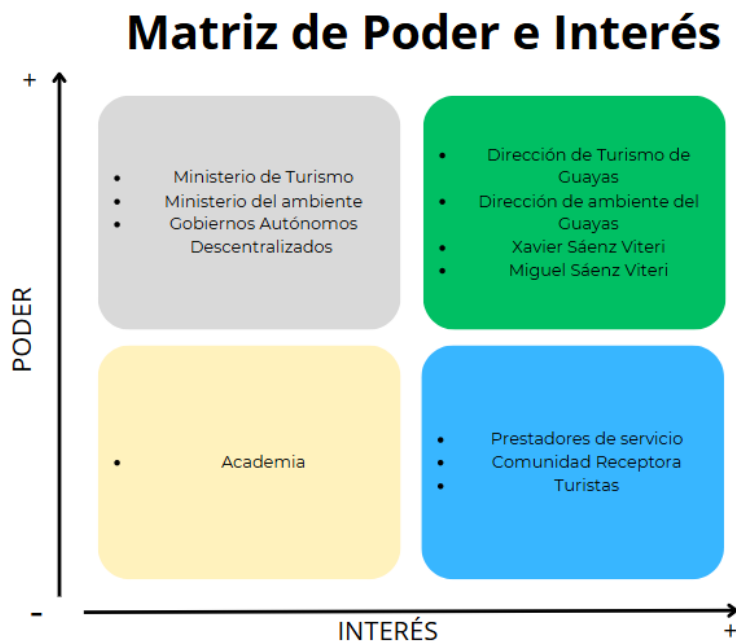 Matriz de Poder e Interés
+
PODER
• Ministerio de Turismo
• Ministerio del ambiente
• Gobiernos Autónomos
Descentralizados
• Dirección de Turismo de
Guayas
• Dirección de ambiente del
Guayas
• Xavier Sáenz Viteri
• Miguel Sáenz Viteri
• Academia
• Prestadores de servicio
• Comunidad Receptora
• Turistas
-
INTERÉS
+